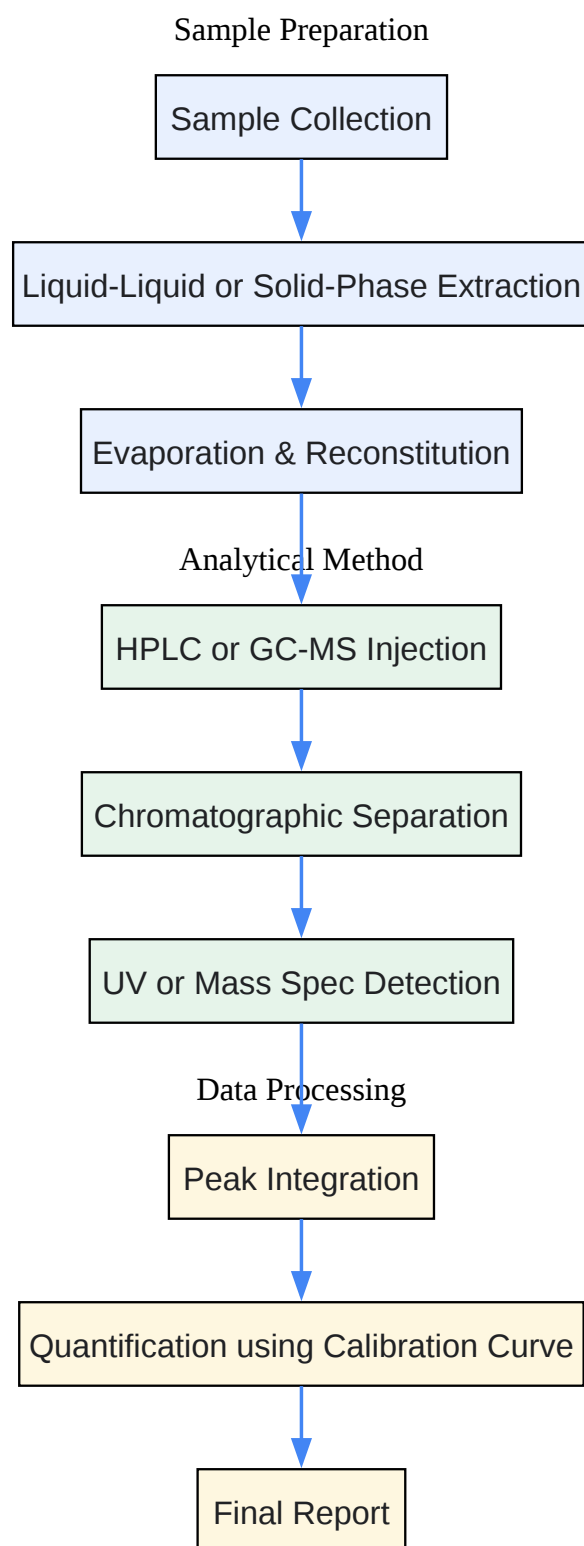 Sample Preparation
Sample Collection
Liquid-Liquid or Solid-Phase Extraction
Evaporation & Reconstitution
Analytical Method
HPLC or GC-MS Injection
Chromatographic Separation
UV or Mass Spec Detection
Data Processing
Peak Integration
Quantification using Calibration Curve
Final Report